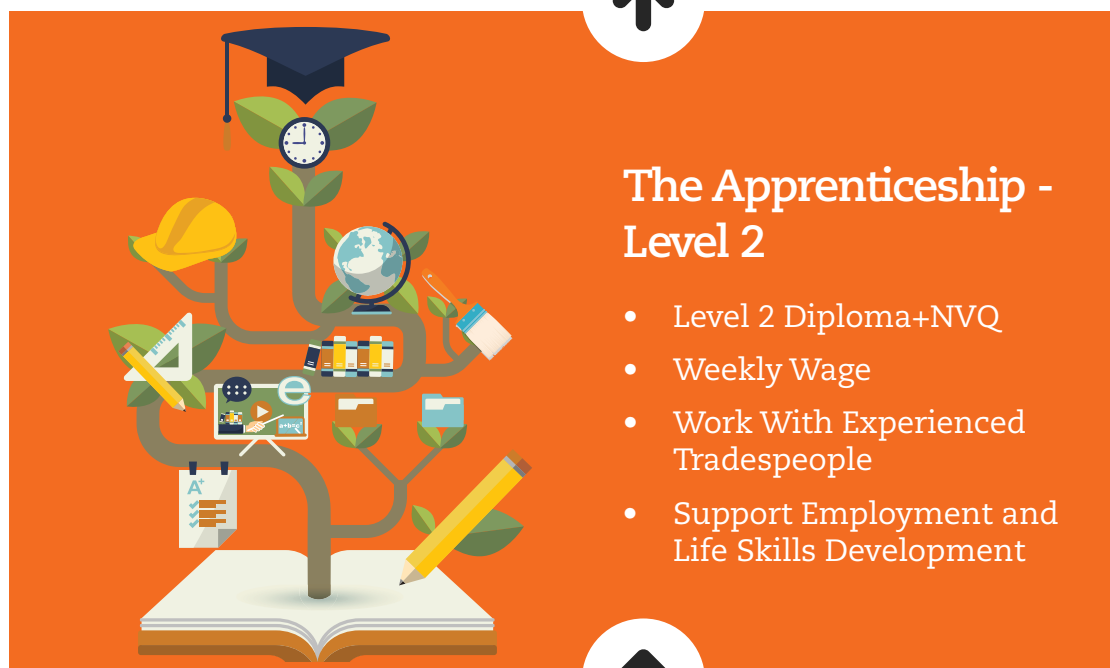 The Apprenticeship -
Level 2
• Level 2 Diploma+NVQ
• Weekly Wage
• Work With Experienced
Tradespeople
• Support Employment and
Life Skills Development
e
a+b=c²
A+